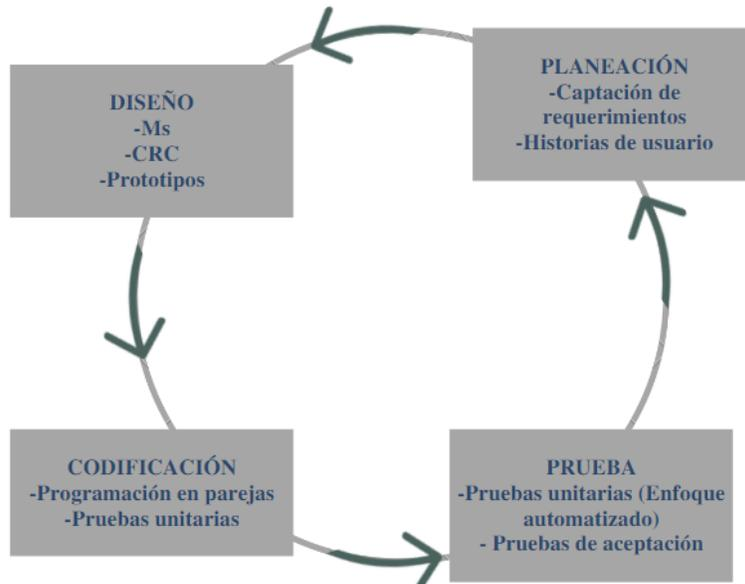 PLANEACIÓN
-Captación de
requerimientos
-Historias de usuario
DISEÑO
-Ms
-CRC
-Prototipos
CODIFICACIÓN
-Programación en parejas
-Pruebas unitarias
PRUEBA
-Pruebas unitarias (Enfoque
automatizado)
- Pruebas de aceptación